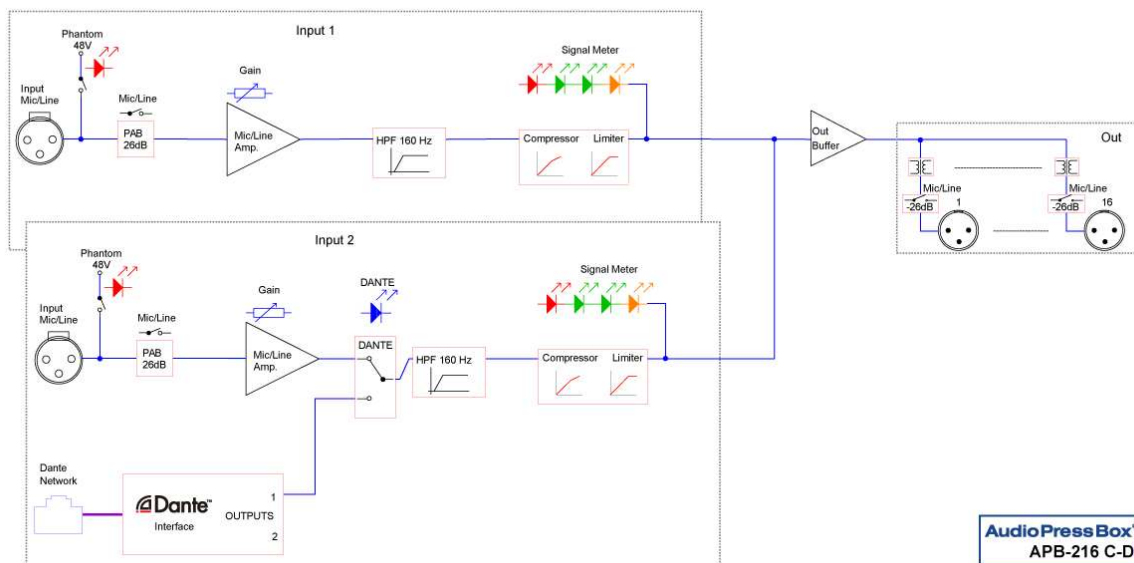 Input 1
Phantom
48V
Input
Mic/Line
Mic/Line
PAB
26dB
Gain
Mic/Line
Amp.
HPF 160 Hz
Signal Meter
Compressor
Limiter
Out
Buffer
Out
Mic/Line
-26dB
1
Mic/Line
-26dB
16
Input 2
Phantom
48V
Input
Mic/Line
Mic/Line
PAB
26dB
Gain
Mic/Line
Amp.
DANTE
DANTE
HPF 160 Hz
Signal Meter
Compressor
Limiter
Dante
Network
Dante™
Interface
1
OUTPUTS
2
AudioPressBox
APB-216 C-D